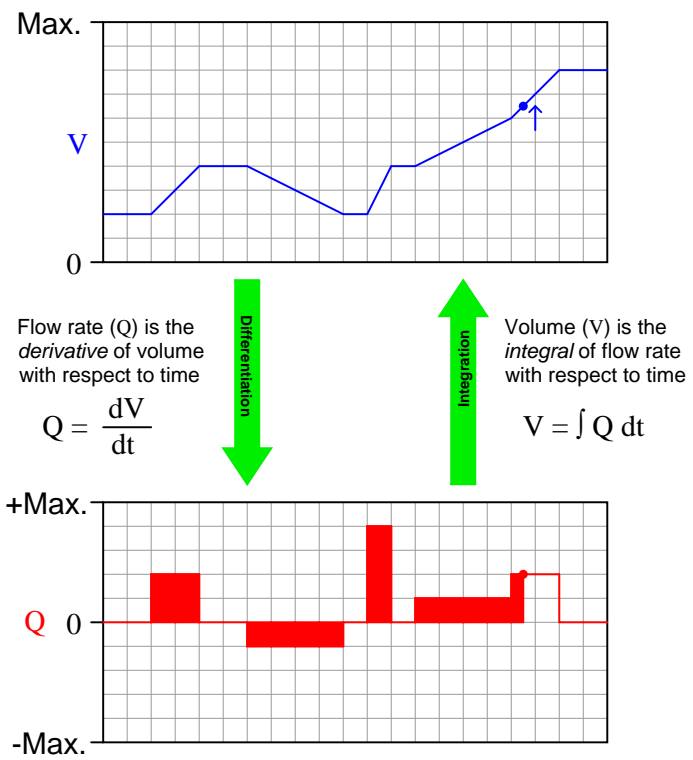 Max.
V
0
Flow rate (Q) is the
derivative of volume
with respect to time
Q = dV
dt
Differentiation
Integration
Volume (V) is the
integral of flow rate
with respect to time
V = ∫ Q dt
+Max.
Q 0
-Max.